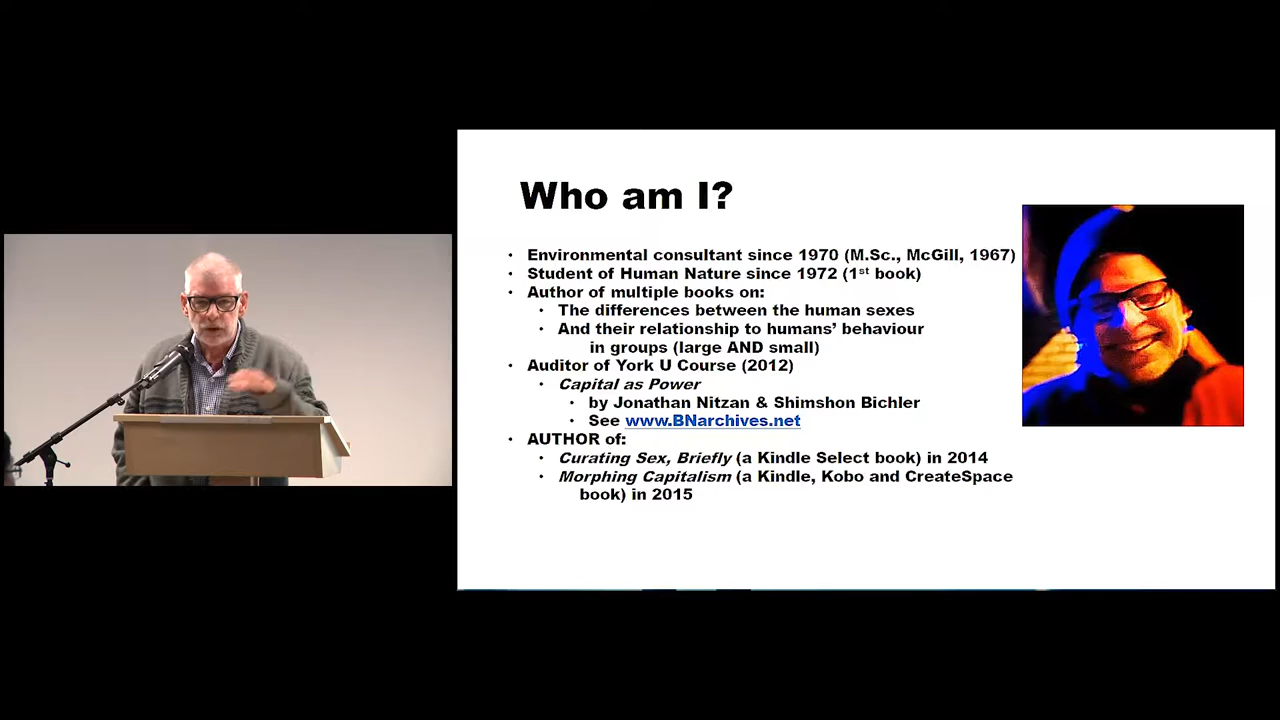 Who am I?
• Environmental consultant since 1970 (M.Sc., McGill, 1967)
• Student of Human Nature since 1972 (1st book)
• Author of multiple books on:
• The differences between the human sexes
• And their relationship to humans' behaviour
in groups (large AND small)
• Auditor of York U Course (2012)
• Capital as Power
• by Jonathan Nitzan & Shimshon Bichler
• See www.BNarchives.net
• AUTHOR of:
• Curating Sex, Briefly (a Kindle Select book) in 2014
• Morphing Capitalism (a Kindle, Kobo and CreateSpace
book) in 2015